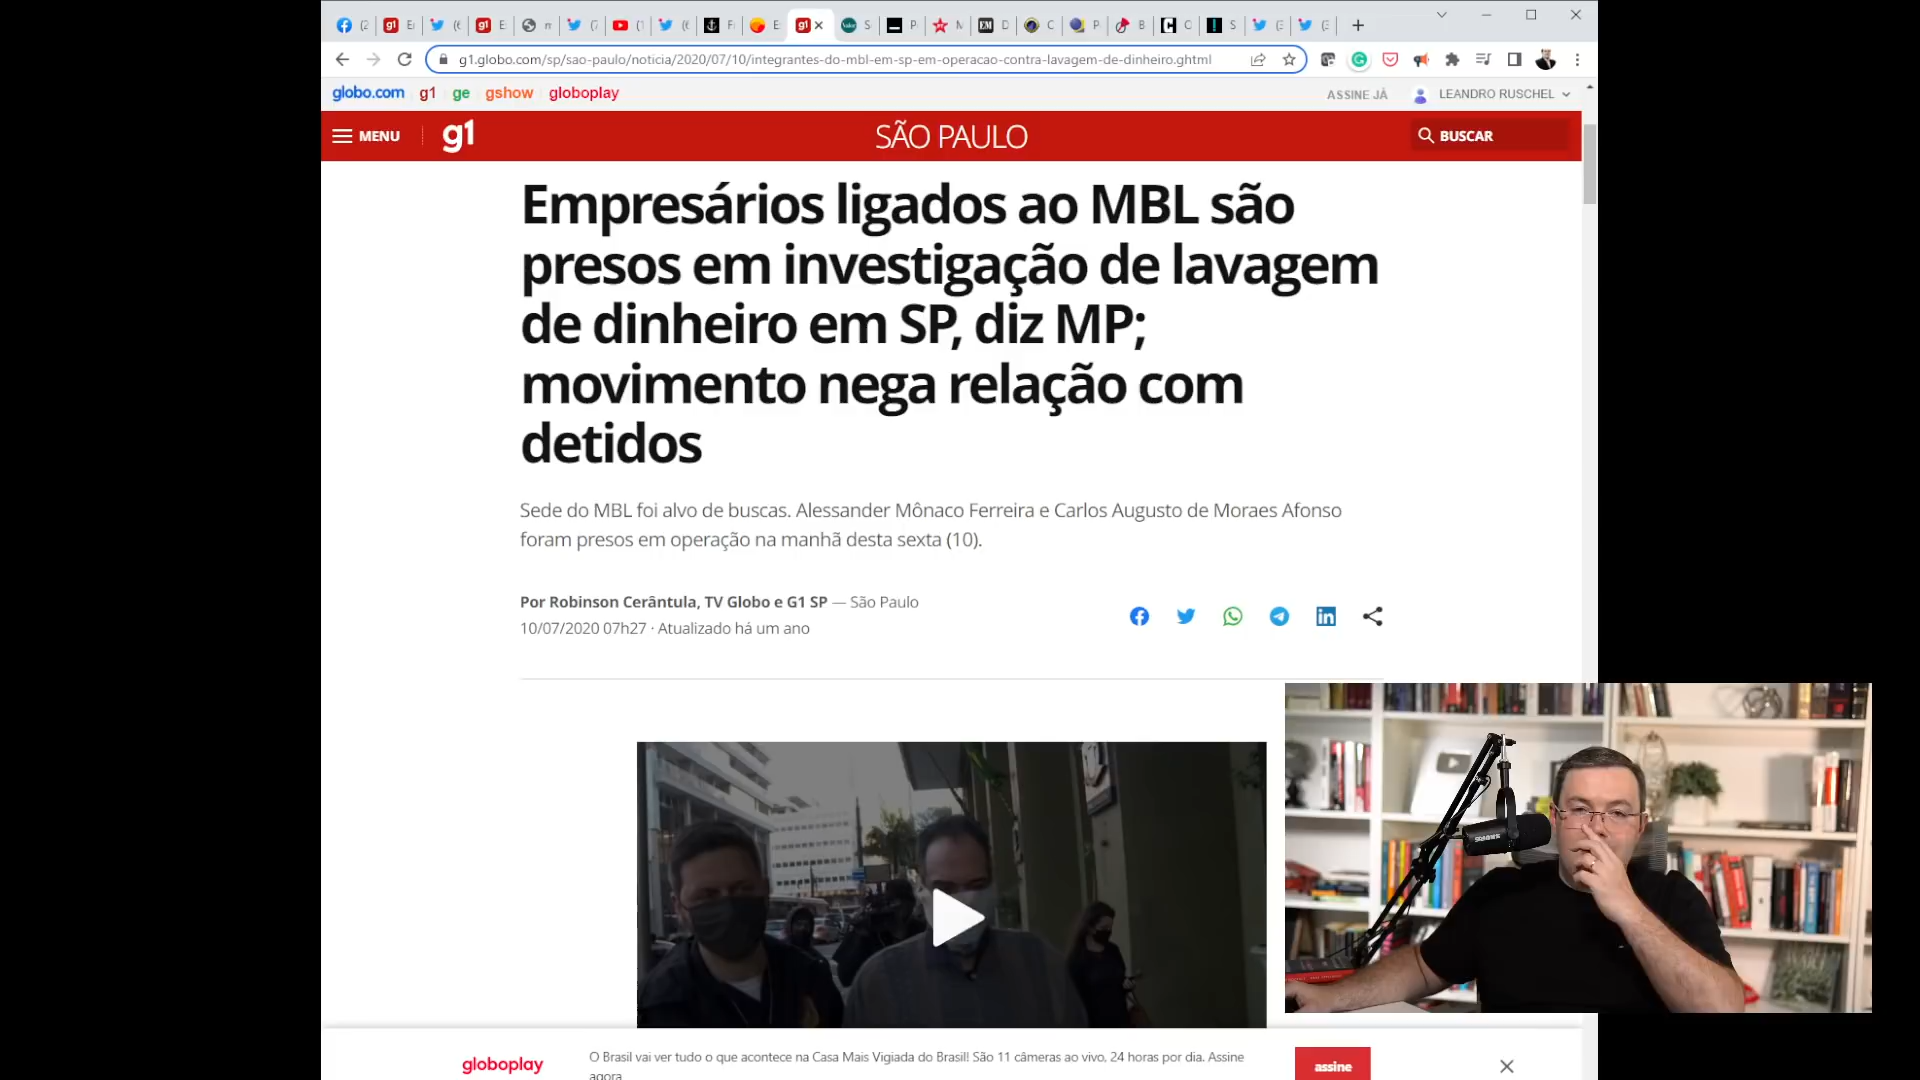 g1.globo.com/sp/sao-paulo/noticia/2020/07/10/integrantes-do-mbl-em-sp-em-operacao-contra-lavagem-de-dinheiro.ghtml
globo.com g1 ge gshow globoplay
ASSINE JÁ
LEANDRO RUSCHEL
MENU
g1
SÃO PAULO
BUSCAR
Empresários ligados ao MBL são
presos em investigação de lavagem
de dinheiro em SP, diz MP;
movimento nega relação com
detidos
Sede do MBL foi alvo de buscas. Alessander Mônaco Ferreira e Carlos Augusto de Moraes Afonso
foram presos em operação na manhã desta sexta (10).
Por Robinson Cerântula, TV Globo e G1 SP — São Paulo
10/07/2020 07h27 · Atualizado há um ano
SHURE
globoplay
O Brasil vai ver tudo o que acontece na Casa Mais Vigiada do Brasil! São 11 câmeras ao vivo, 24 horas por dia. Assine
agora
assine